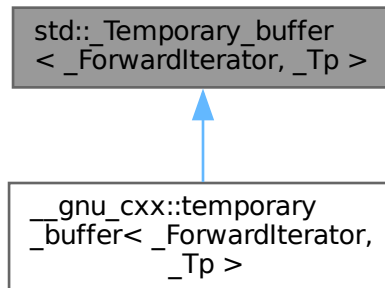 std::_Temporary_buffer
< _ForwardIterator, _Tp >
__gnu_cxx::temporary
_buffer< _ForwardIterator,
_Tp >